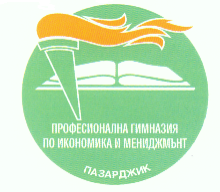 ПРОФЕСИОНАЛНА ГИМНАЗИЯ
ПО ИКОНОМИКА И МЕНИДЖМЪНТ
ПАЗАРДЖИК